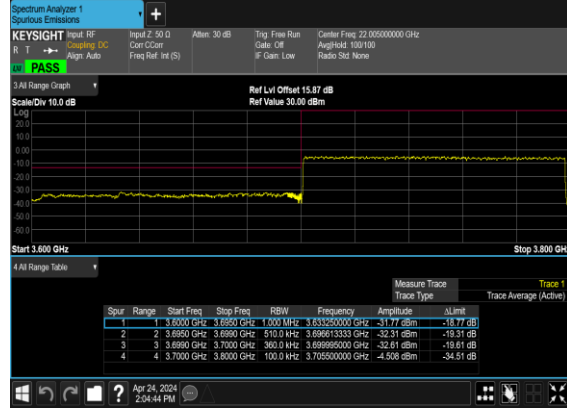 Spectrum Analyzer 1
Spurious Emissions
+
KEYSIGHT Input: RF Input Z: 50 Ω Atten: 30 dB Trig: Free Run Center Freq: 22.005000000 GHz
R T Coupling: DC Corr CCorr Gate: Off Avg|Hold: 100/100
Align: Auto Freq Ref: Int (S) IF Gain: Low Radio Std: None
PASS
3 All Range Graph Ref Lvl Offset 15.87 dB
Scale/Div 10.0 dB Ref Value 30.00 dBm
Log
20.0
10.0
0.00
-10.0
-20.0
-30.0
-40.0
-50.0
-60.0
Start 3.600 GHz Stop 3.800 GH
4 All Range Table
Measure Trace Trace 1
Trace Type Trace Average (Active)
Spur Range Start Freq Stop Freq RBW Frequency Amplitude ΔLimit
1 1 3.6000 GHz 3.6950 GHz 1.000 MHz 3.633250000 GHz -31.77 dBm -18.77 dB
2 2 3.6950 GHz 3.6990 GHz 510.0 kHz 3.696613333 GHz -32.31 dBm -19.31 dB
3 3 3.6990 GHz 3.7000 GHz 360.0 kHz 3.699995000 GHz -32.61 dBm -19.61 dB
4 4 3.7000 GHz 3.8000 GHz 100.0 kHz 3.705500000 GHz -4.508 dBm -34.51 dB
? Apr 24, 2024
2:04:44 PM